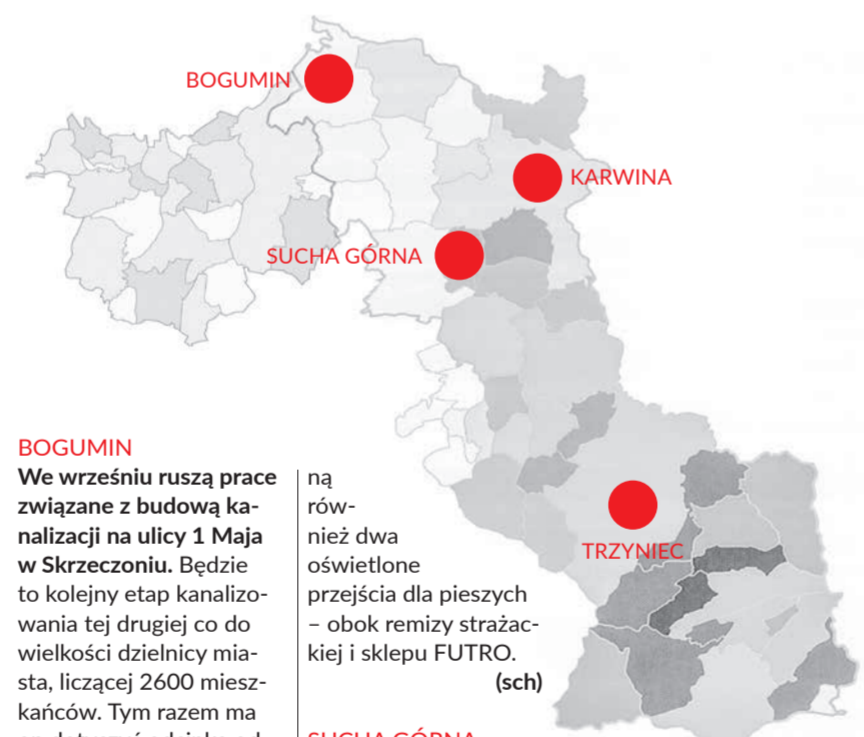 BOGUMIN
KARWINA
SUCHA GÓRNA
TRZYNIEC
BOGUMIN
We wrześniu ruszą prace
związane z budową ka-
nalizacji na ulicy 1 Maja
w Skrzeczoniu. Będzie
to kolejny etap kanalizo-
wania tej drugiej co do
wielkości dzielnicy mia-
sta, liczącej 2600 miesz-
kańców. Tym razem ma
ną
rów-
nież dwa
oświetlone
przejścia dla pieszych
– obok remizy strażac-
kiej i sklepu FUTRO.
(sch)
SUCHA GÓRNA